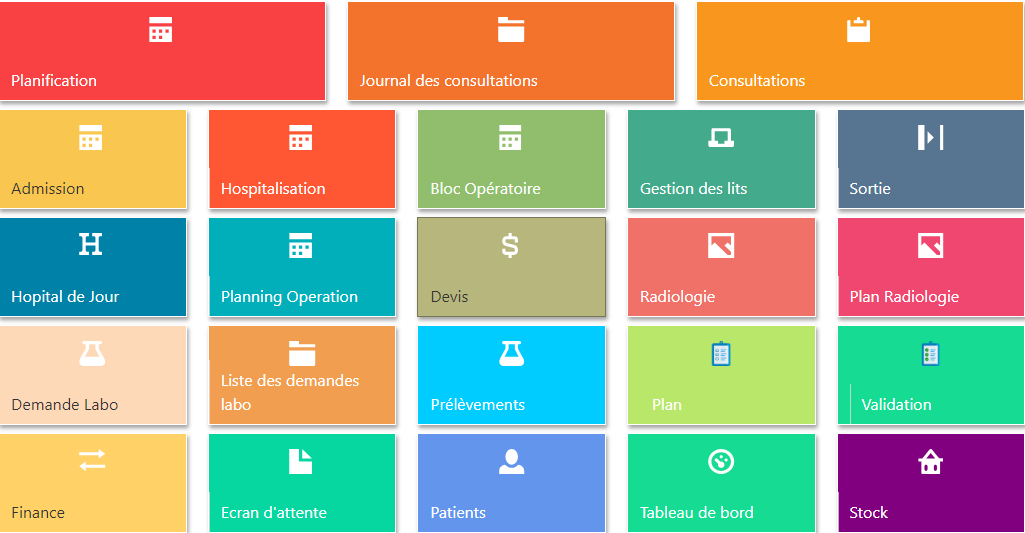 Planification
Journal des consultations
Consultations
Admission
Hospitalisation
Bloc Opératoire
Gestion des lits
Sortie
Hopital de Jour
Planning Operation
Devis
Radiologie
Plan Radiologie
Demande Labo
Liste des demandes
labo
Prélèvements
Plan
Validation
Finance
Ecran d'attente
Patients
Tableau de bord
Stock